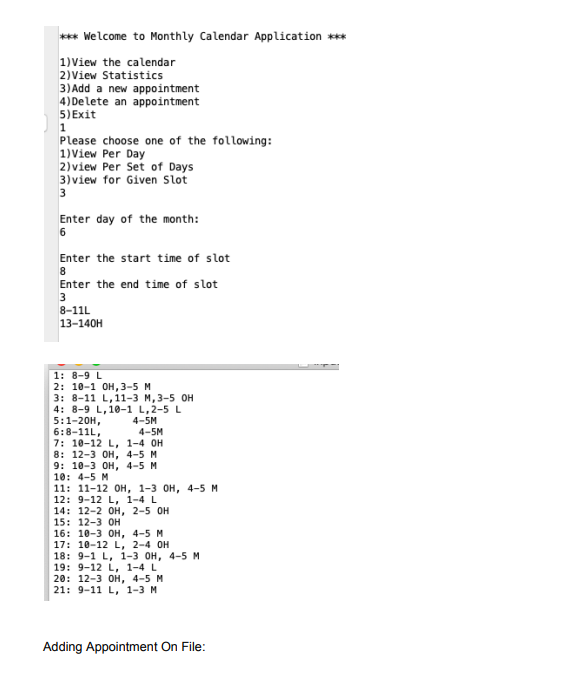 *** Welcome to Monthly Calendar Application ***
1)View the calendar
2)View Statistics
3)Add a new appointment
4)Delete an appointment
5)Exit
1
Please choose one of the following:
1)View Per Day
2)view Per Set of Days
3)view for Given Slot
3
Enter day of the month:
6
Enter the start time of slot
8
Enter the end time of slot
3
8-11L
13-14OH
1: 8-9 L
2: 10-1 OH,3-5 M
3: 8-11 L,11-3 M,3-5 OH
4: 8-9 L,10-1 L,2-5 L
5:1-2OH, 4-5M
6:8-11L, 4-5M
7: 10-12 L, 1-4 OH
8: 12-3 OH, 4-5 M
9: 10-3 OH, 4-5 M
10: 4-5 M
11: 11-12 OH, 1-3 OH, 4-5 M
12: 9-12 L, 1-4 L
14: 12-2 OH, 2-5 OH
15: 12-3 OH
16: 10-3 OH, 4-5 M
17: 10-12 L, 2-4 OH
18: 9-1 L, 1-3 OH, 4-5 M
19: 9-12 L, 1-4 L
20: 12-3 OH, 4-5 M
21: 9-11 L, 1-3 M
Adding Appointment On File: